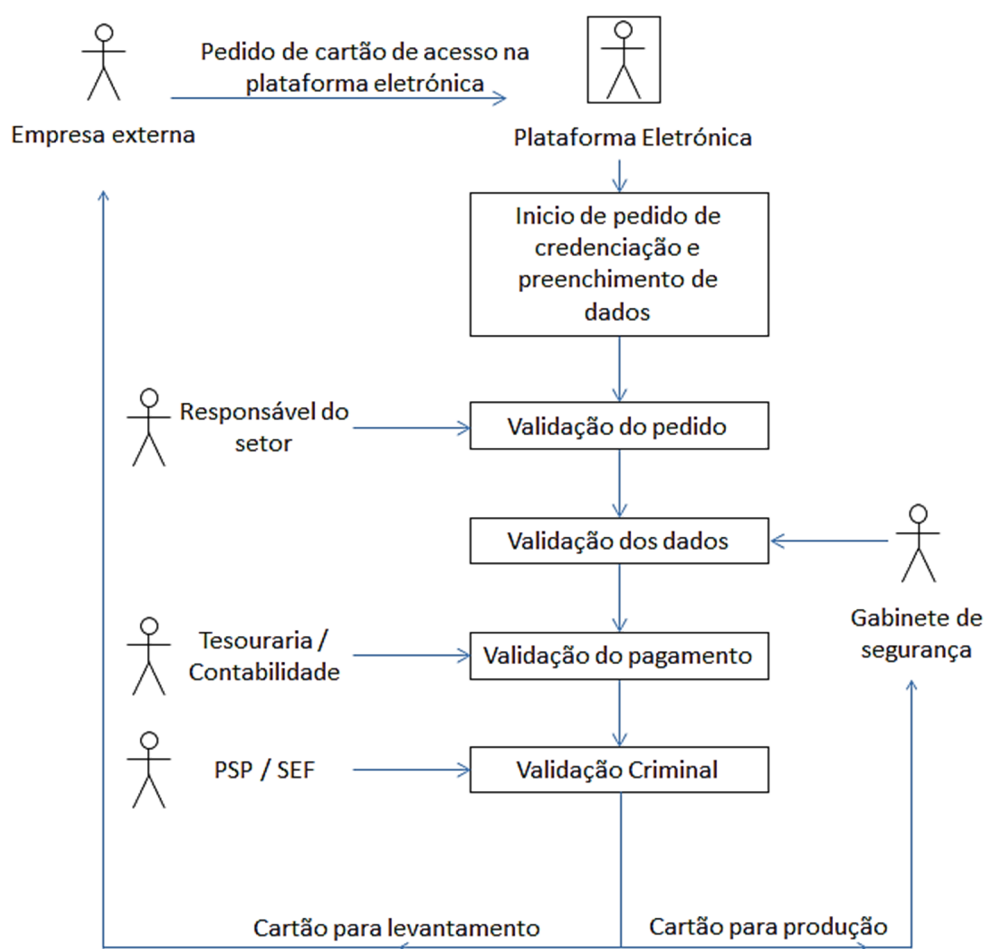 Pedido de cartão de acesso na
plataforma eletrónica
Empresa externa
Plataforma Eletrónica
Inicio de pedido de
credenciação e
preenchimento de
dados
Responsável do
setor
Validação do pedido
Validação dos dados
Gabinete de
segurança
Tesouraria /
Contabilidade
Validação do pagamento
PSP / SEF
Validação Criminal
Cartão para levantamento
Cartão para produção